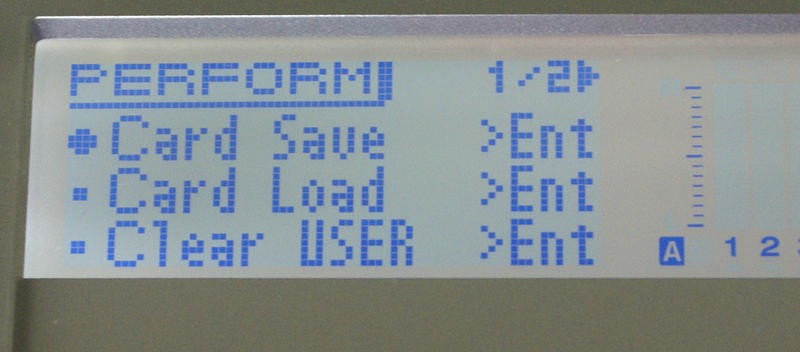 PERFORM 1/2
Card Save >Ent
Card Load >Ent
Clear USER >Ent
A 1 2